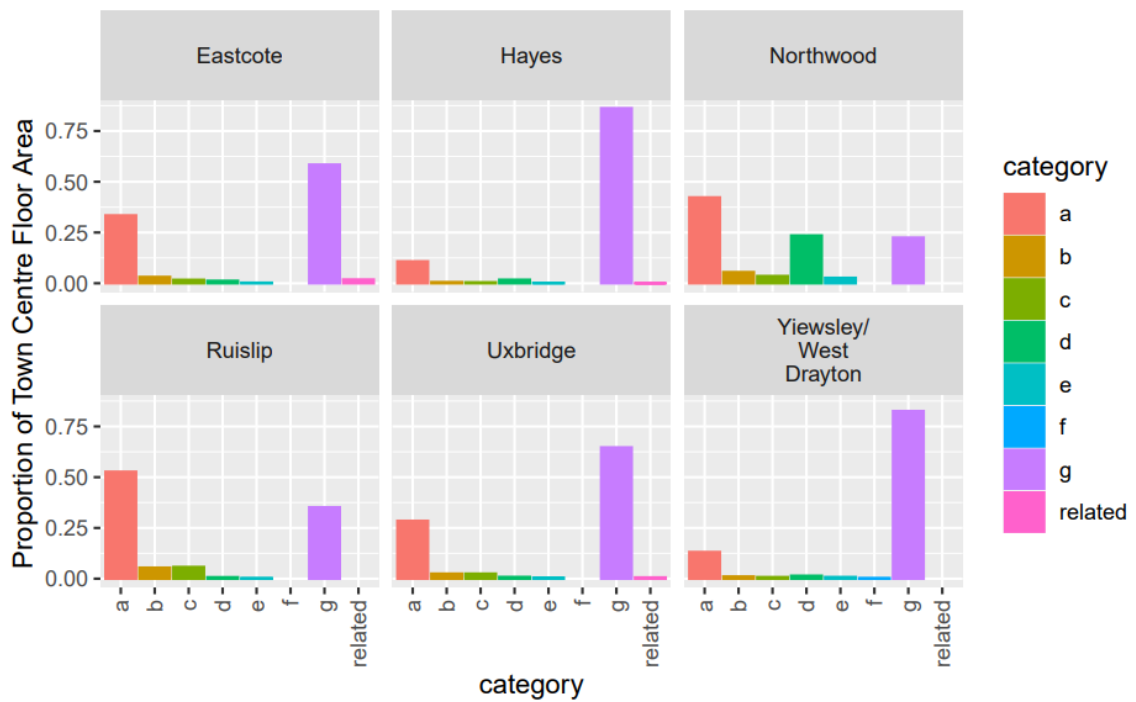 Eastcote
Hayes
Northwood
0.75
0.50
0.25
0.00
Ruislip
Uxbridge
Yiewsley/
West
Drayton
0.75
0.50
0.25
0.00
a b c d e f g related
a b c d e f g related
a b c d e f g related
category
Proportion of Town Centre Floor Area
category
a
b
c
d
e
f
g
related